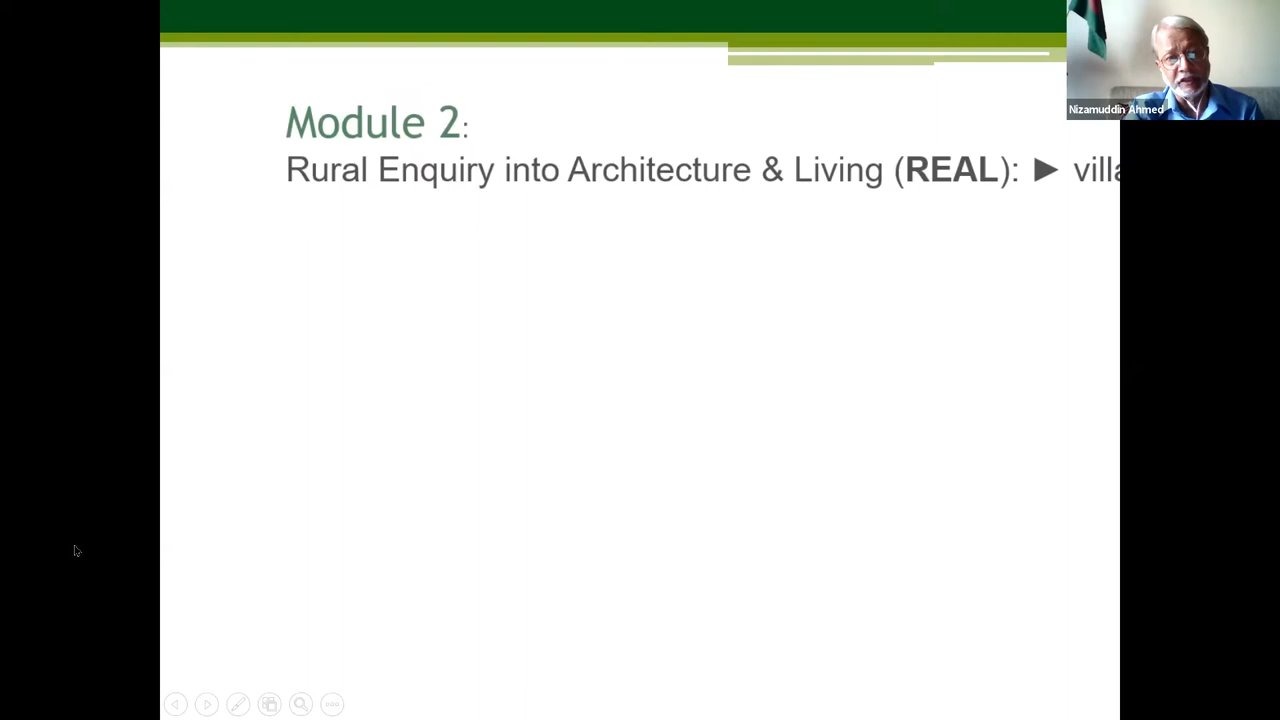 Nizamuddin Ahmed
Module 2:
Rural Enquiry into Architecture & Living (REAL): ►